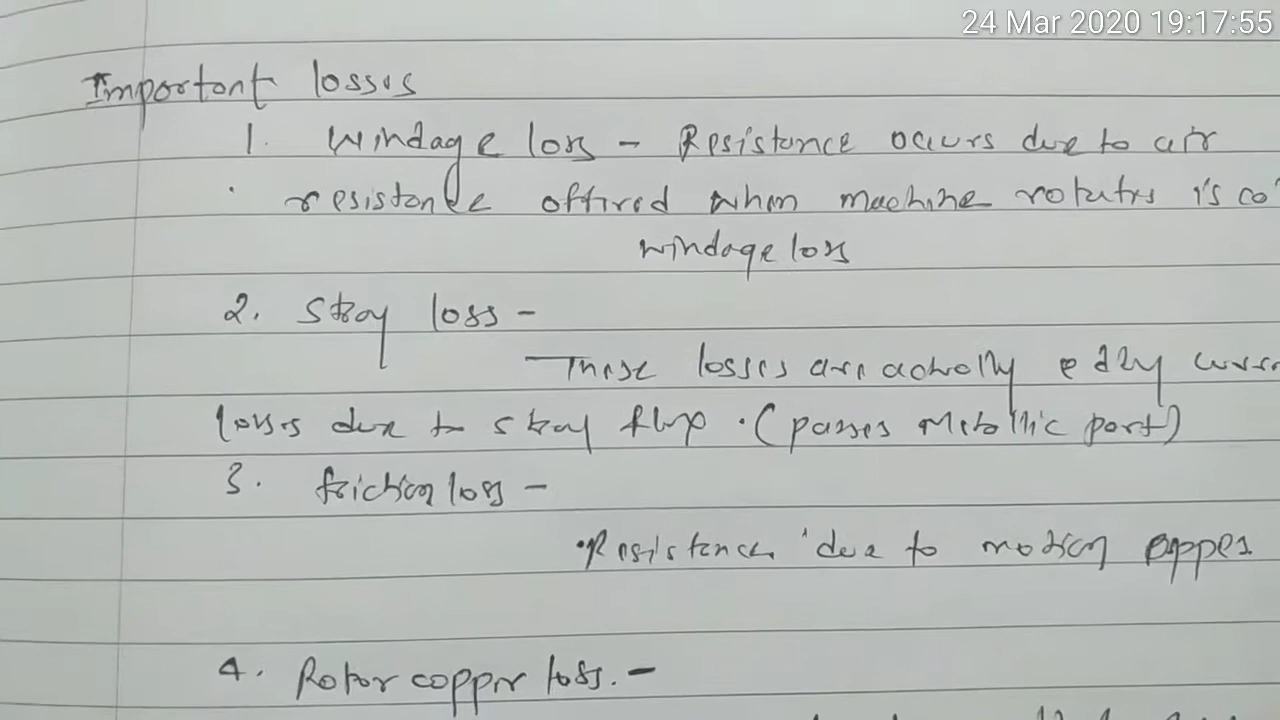 24 Mar 2020 19:17:55
Important losses
1. Windage loss - Resistance occurs due to air
resistance offired when machine rotates is
windage loss
2. Stray loss -
These losses are actually eddy
losses due to stray flux . (passes Metallic part)
3. friction loss -
Resistance due to motion
4. Rotor copper loss. -